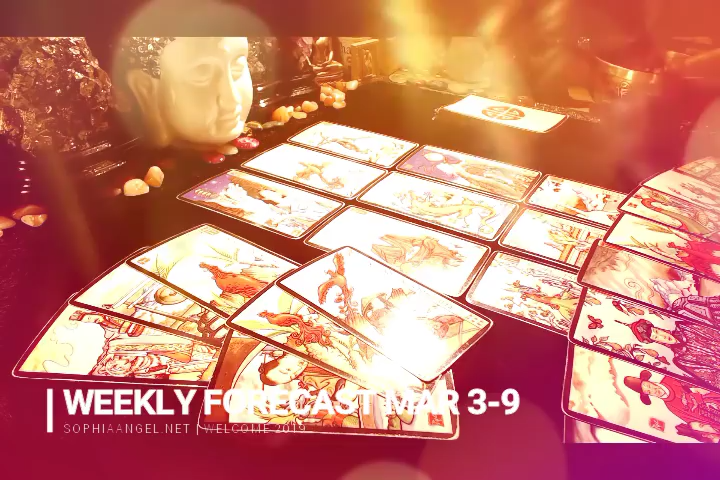 WEEKLY FORECAST MAR 3-9
SOPHIAANGEL.NET | WELCOME 2019